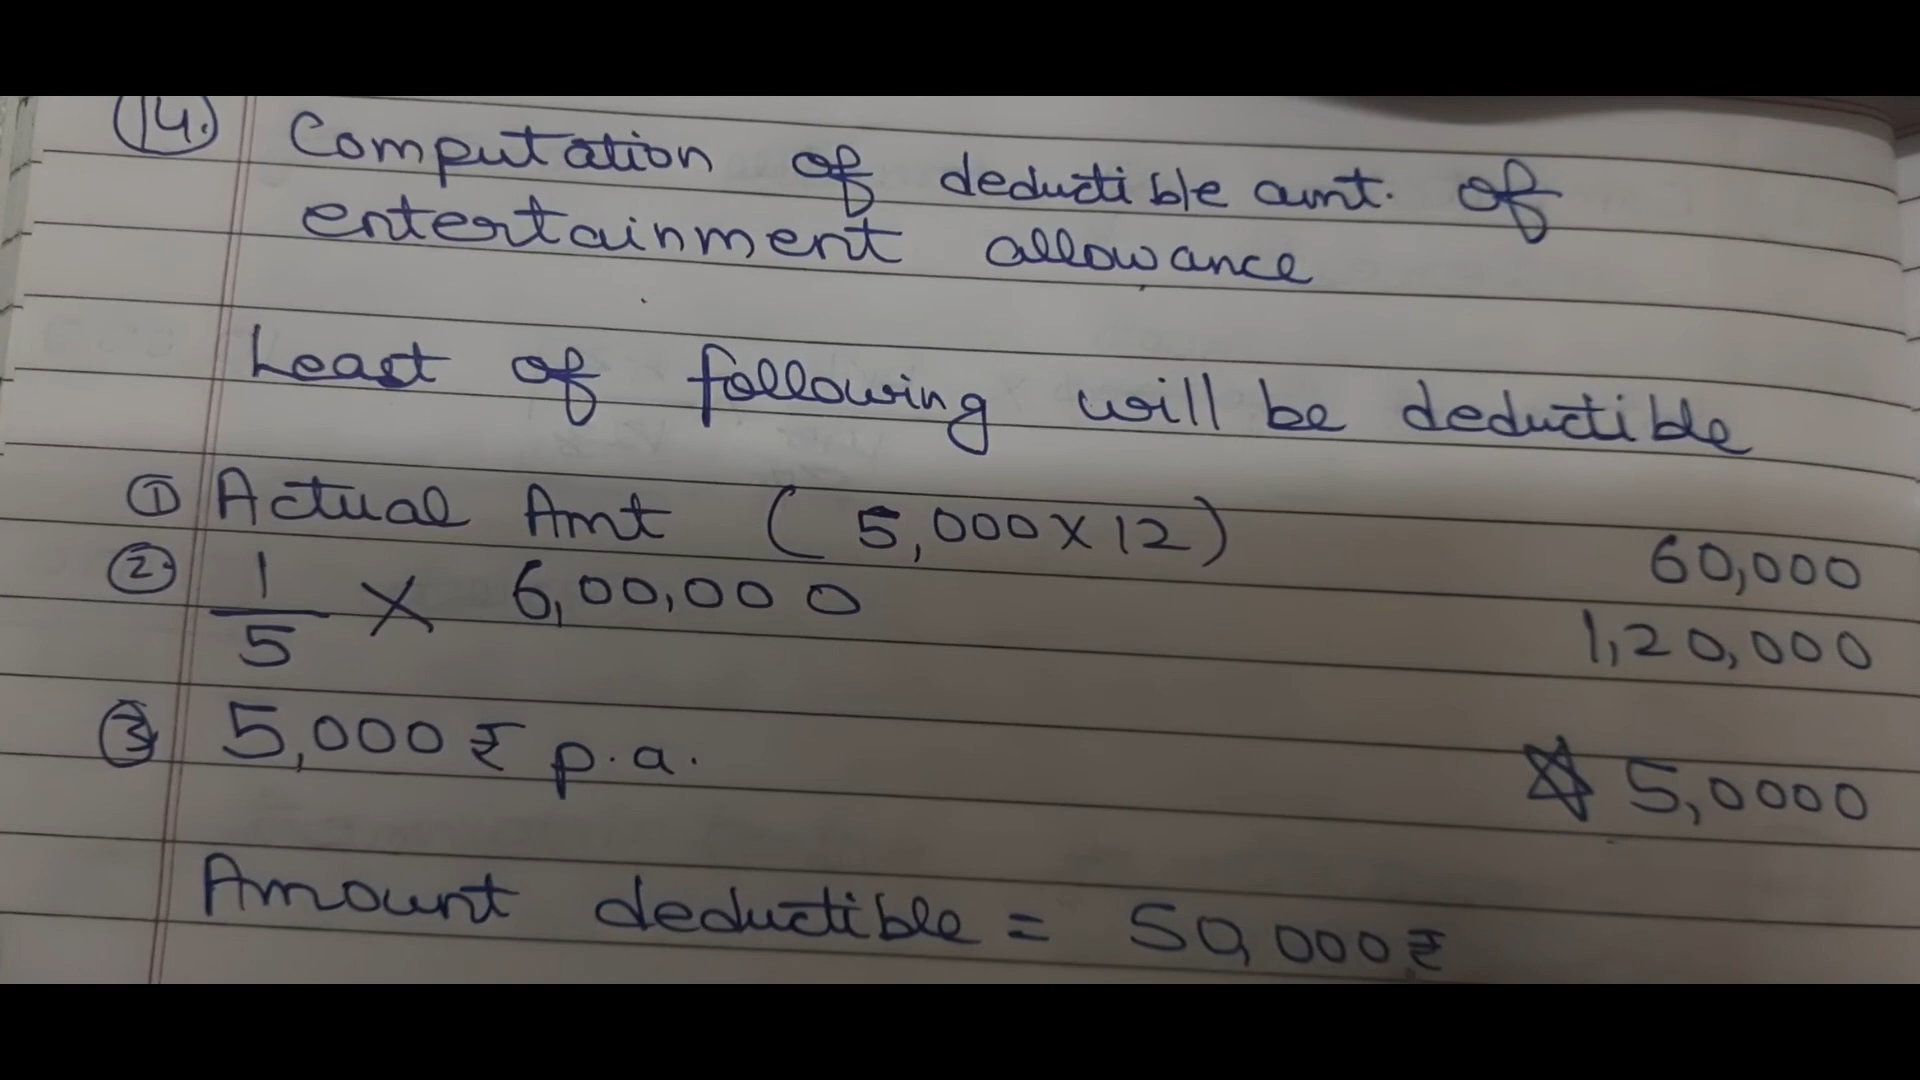 14. Computation of deductible amt. of
entertainment allowance
Least of following will be deductible
① Actual Amt (5,000 X 12) 60,000
② 1/5 X 6,00,000 1,20,000
③ 5,000 ₹ p.a. ☆ 5,0000
Amount deductible = 50,000 ₹